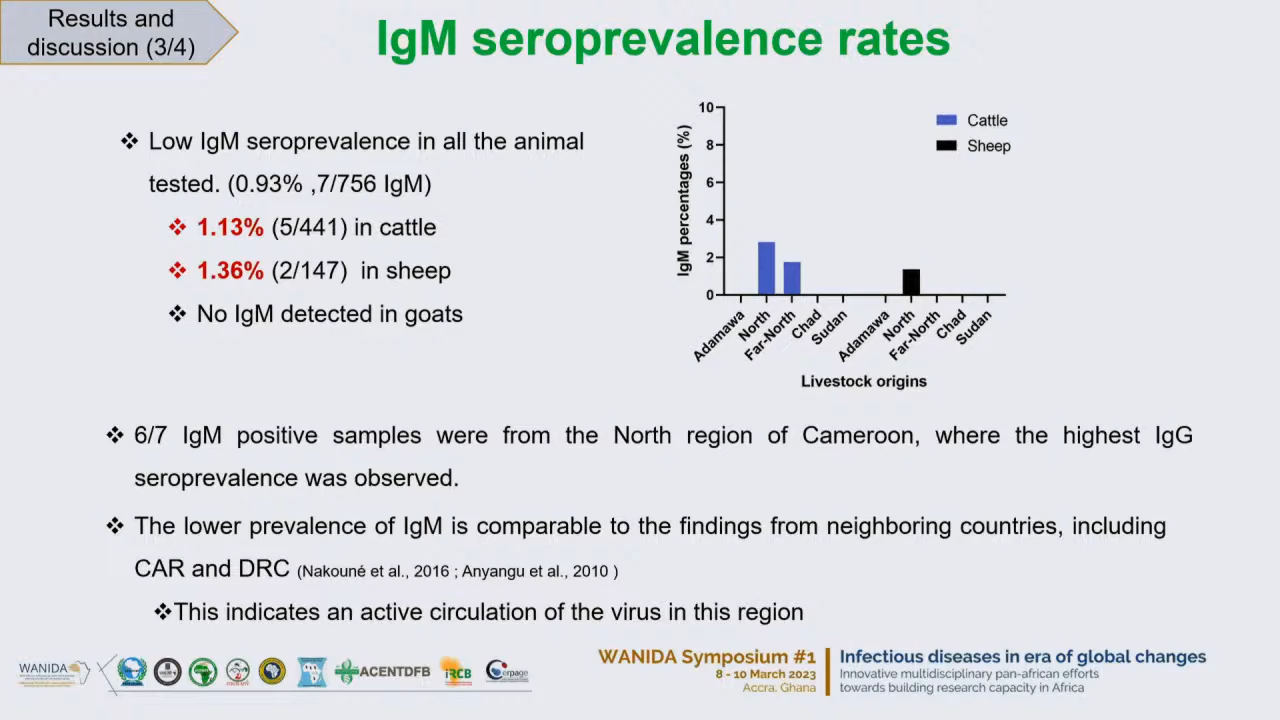 Results and
discussion (3/4)
IgM seroprevalence rates
❖ Low IgM seroprevalence in all the animal
tested. (0.93% ,7/756 IgM)
❖ 1.13% (5/441) in cattle
❖ 1.36% (2/147) in sheep
❖ No IgM detected in goats
IgM percentages (%)
10
8
6
4
2
0
Cattle
Sheep
Adamawa North Far-North Chad Sudan Adamawa North Far-North Chad Sudan
Livestock origins
❖ 6/7 IgM positive samples were from the North region of Cameroon, where the highest IgG
seroprevalence was observed.
❖ The lower prevalence of IgM is comparable to the findings from neighboring countries, including
CAR and DRC (Nakouné et al., 2016 ; Anyangu et al., 2010 )
❖This indicates an active circulation of the virus in this region
WANIDA
ACENTDFB
iRCB
Cerpage
WANIDA Symposium #1
8 - 10 March 2023
Accra. Ghana
Infectious diseases in era of global changes
Innovative multidisciplinary pan-african efforts
towards building research capacity in Africa